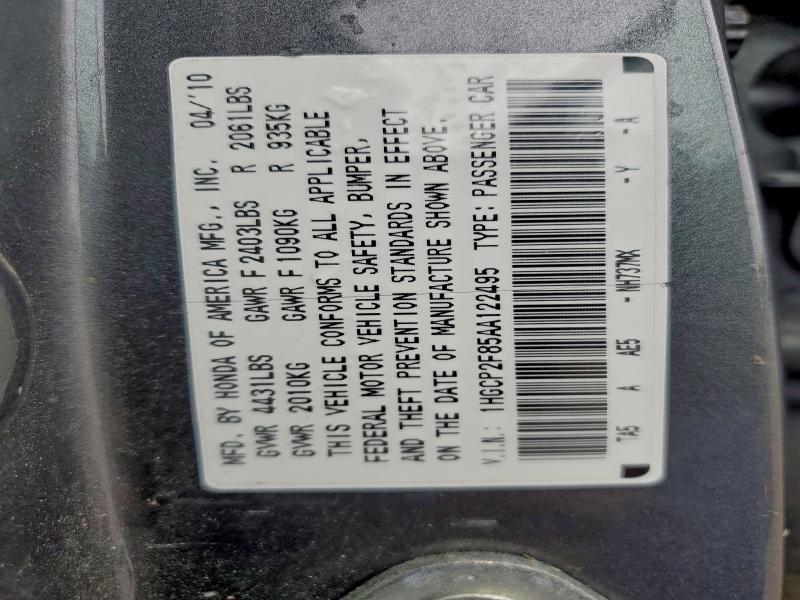 MFD. BY HONDA OF AMERICA MFG., INC. 04/'10
GVWR 4431LBS GAWR F 2403LBS R 2061LBS
GVWR 2010KG GAWR F 1090KG R 935KG
THIS VEHICLE CONFORMS TO ALL APPLICABLE
FEDERAL MOTOR VEHICLE SAFETY, BUMPER,
AND THEFT PREVENTION STANDARDS IN EFFECT
ON THE DATE OF MANUFACTURE SHOWN ABOVE.
V.I.N.: 1HGCP2F85AA122495 TYPE: PASSENGER CAR
TA5 A AE5 -NH737MX -Y -A